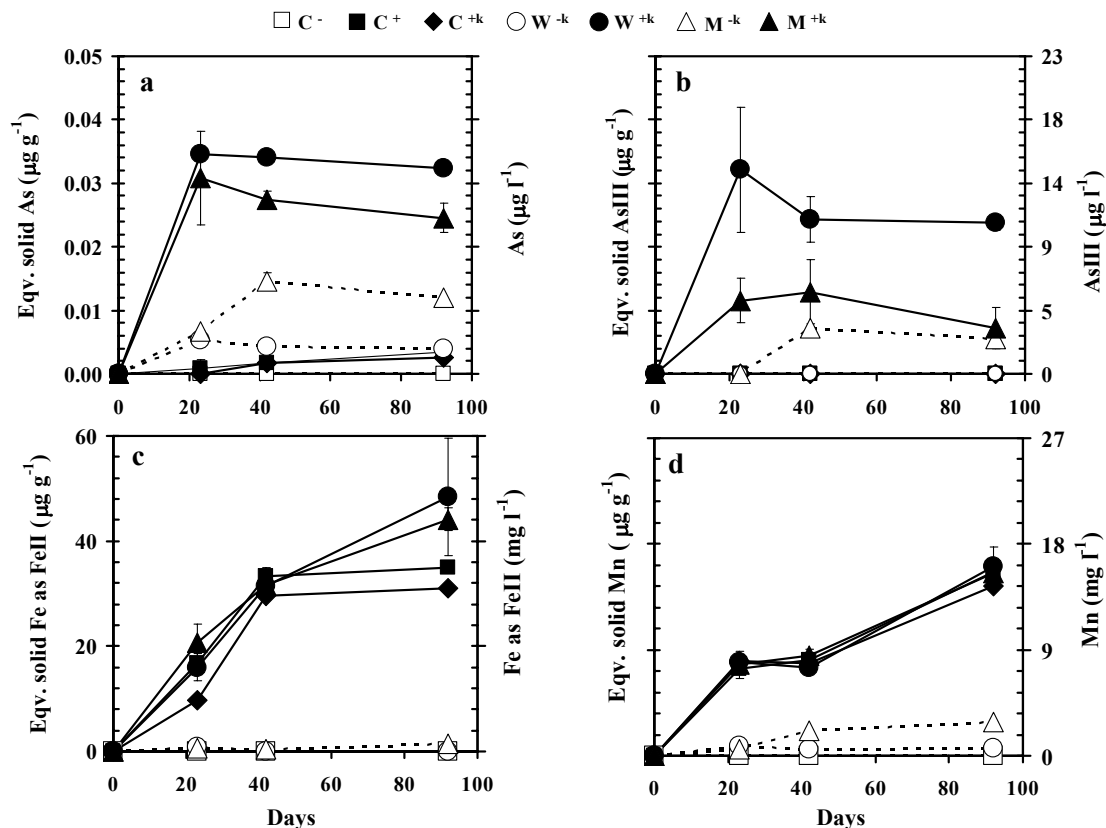 C - C + C +k W -k W +k M -k M +k
a
Eqv. solid As (µg g-1)
0.05
0.04
0.03
0.02
0.01
0.00
0 20 40 60 80 100
As (µg l-1)
b
Eqv. solid AsIII (µg g-1)
23
18
14
9
5
0
0 20 40 60 80 100
AsIII (µg l-1)
c
Eqv. solid Fe as FeII (µg g-1)
60
40
20
0
0 20 40 60 80 100
Days
Fe as FeII (mg l-1)
d
Eqv. solid Mn ( µg g-1)
27
18
9
0
0 20 40 60 80 100
Days
Mn (mg l-1)